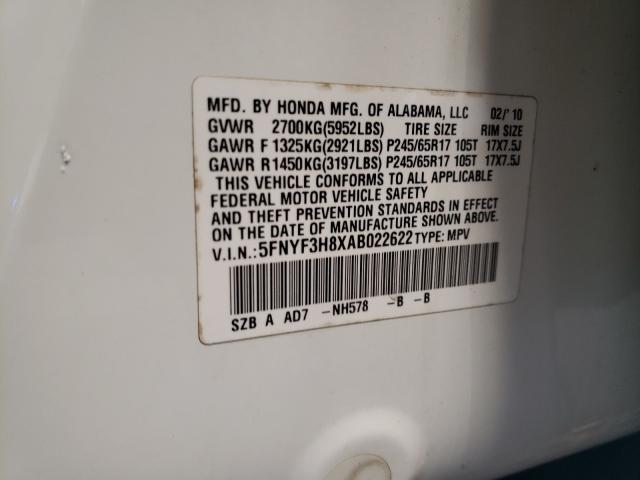 MFD. BY HONDA MFG. OF ALABAMA, LLC 02/'10
GVWR 2700KG(5952LBS) TIRE SIZE RIM SIZE
GAWR F 1325KG(2921LBS) P245/65R17 105T 17X7.5J
GAWR R 1450KG(3197LBS) P245/65R17 105T 17X7.5J
THIS VEHICLE CONFORMS TO ALL APPLICABLE
FEDERAL MOTOR VEHICLE SAFETY
AND THEFT PREVENTION STANDARDS IN EFFECT
ON THE DATE OF MANUFACTURE SHOWN ABOVE.
V.I.N.: 5FNYF3H8XAB022622 TYPE: MPV
SZB A AD7 -NH578 -B -B